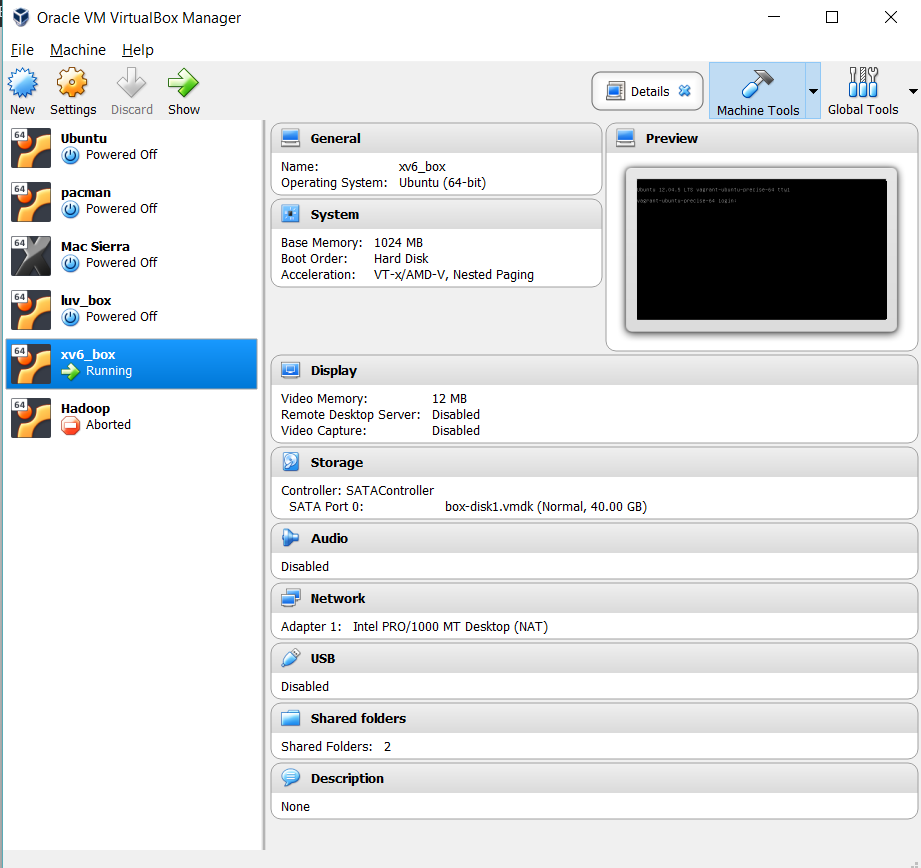 Oracle VM VirtualBox Manager
File Machine Help
New Settings Discard Show
Details Machine Tools Global Tools
64 Ubuntu
Powered Off
64 pacman
Powered Off
64 Mac Sierra
Powered Off
64 luv_box
Powered Off
64 xv6_box
Running
64 Hadoop
Aborted
General
Name: xv6_box
Operating System: Ubuntu (64-bit)
System
Base Memory: 1024 MB
Boot Order: Hard Disk
Acceleration: VT-x/AMD-V, Nested Paging
Preview
Ubuntu 12.04.5 LTS vagrant-ubuntu-precise-64 tty1
vagrant-ubuntu-precise-64 login:
Display
Video Memory: 12 MB
Remote Desktop Server: Disabled
Video Capture: Disabled
Storage
Controller: SATAController
SATA Port 0: box-disk1.vmdk (Normal, 40.00 GB)
Audio
Disabled
Network
Adapter 1: Intel PRO/1000 MT Desktop (NAT)
USB
Disabled
Shared folders
Shared Folders: 2
Description
None